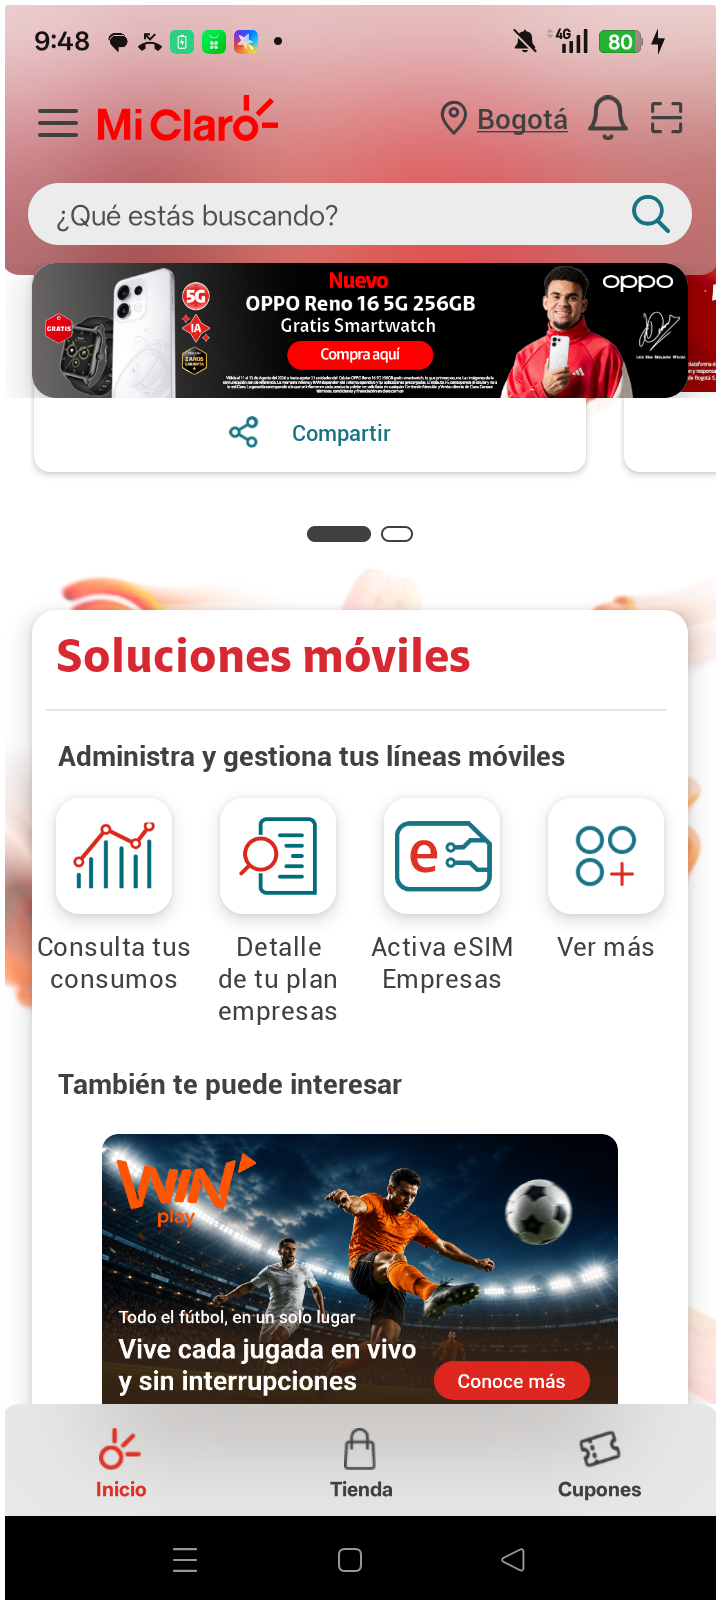 9:48
4G
80
Mi Claro
Bogotá
¿Qué estás buscando?
GRATIS
5G
IA
2 AÑOS
Nuevo
OPPO Reno 16 5G 256GB
Gratis Smartwatch
Compra aquí
oppo
Compartir
Soluciones móviles
Administra y gestiona tus líneas móviles
Consulta tus
consumos
Detalle
de tu plan
empresas
Activa eSIM
Empresas
Ver más
También te puede interesar
WIN
play
Todo el fútbol, en un solo lugar
Vive cada jugada en vivo
y sin interrupciones
Conoce más
Inicio
Tienda
Cupones